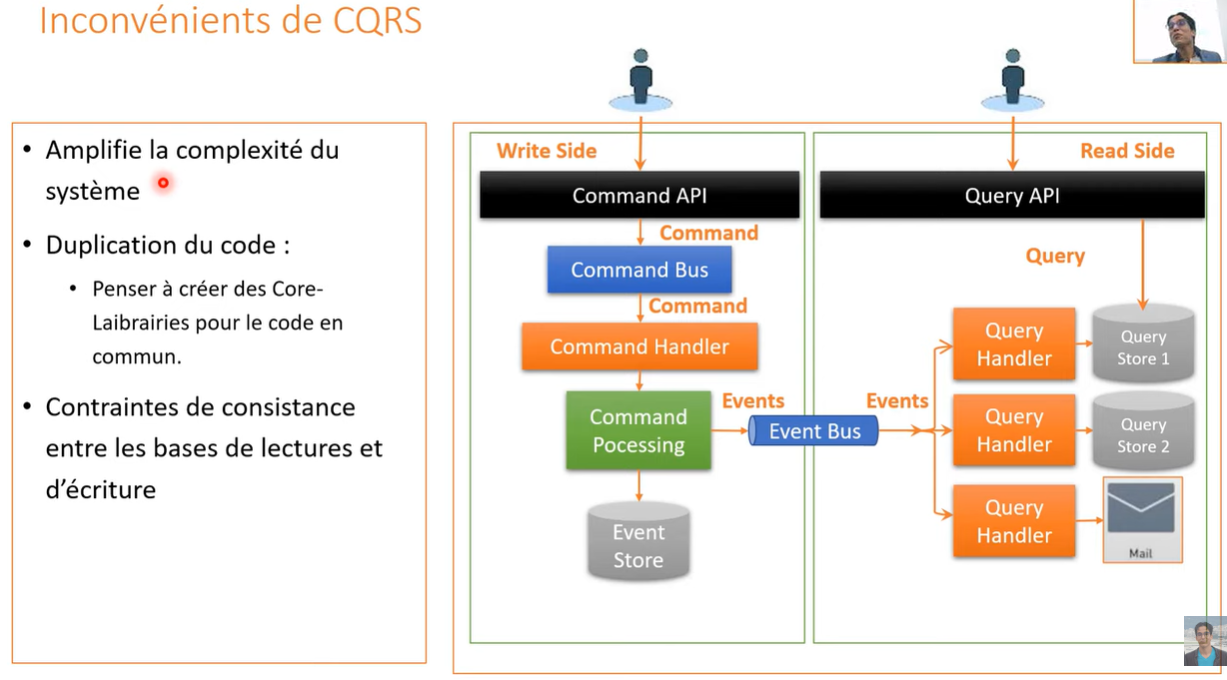 Inconvénients de CQRS
• Amplifie la complexité du
système
• Duplication du code :
• Penser à créer des Core-
Laibrairies pour le code en
commun.
• Contraintes de consistance
entre les bases de lectures et
d'écriture
Write Side
Command API
Command
Command Bus
Command
Command Handler
Command
Pocessing
Events
Event Bus
Event
Store
Read Side
Query API
Query
Events
Query
Handler
Query
Store 1
Query
Handler
Query
Store 2
Query
Handler
Mail